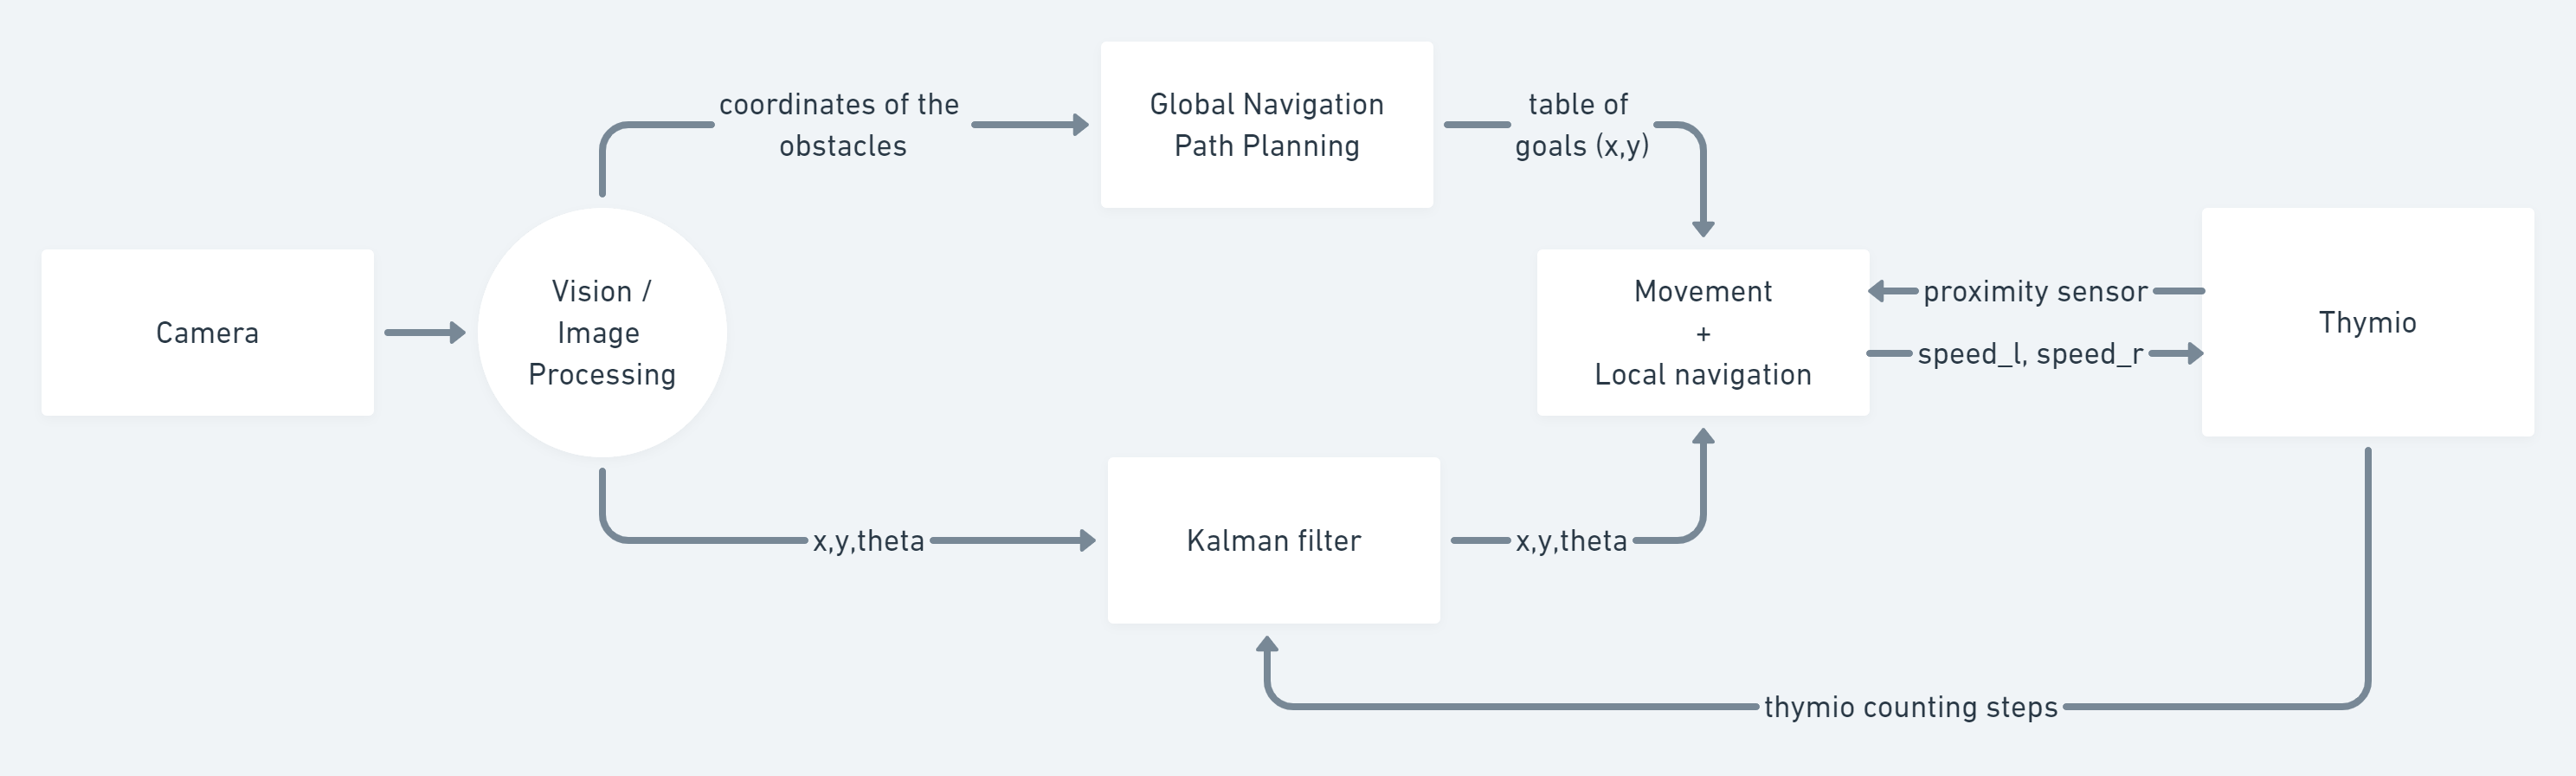 coordinates of the
obstacles
Global Navigation
Path Planning
table of
goals (x,y)
Camera
Vision /
Image
Processing
Movement
+
Local navigation
proximity sensor
speed_l, speed_r
Thymio
x,y,theta
Kalman filter
x,y,theta
thymio counting steps